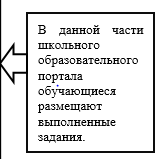 В данной части
школьного
образовательного
портала
обучающиеся
размещают
выполненные
задания.